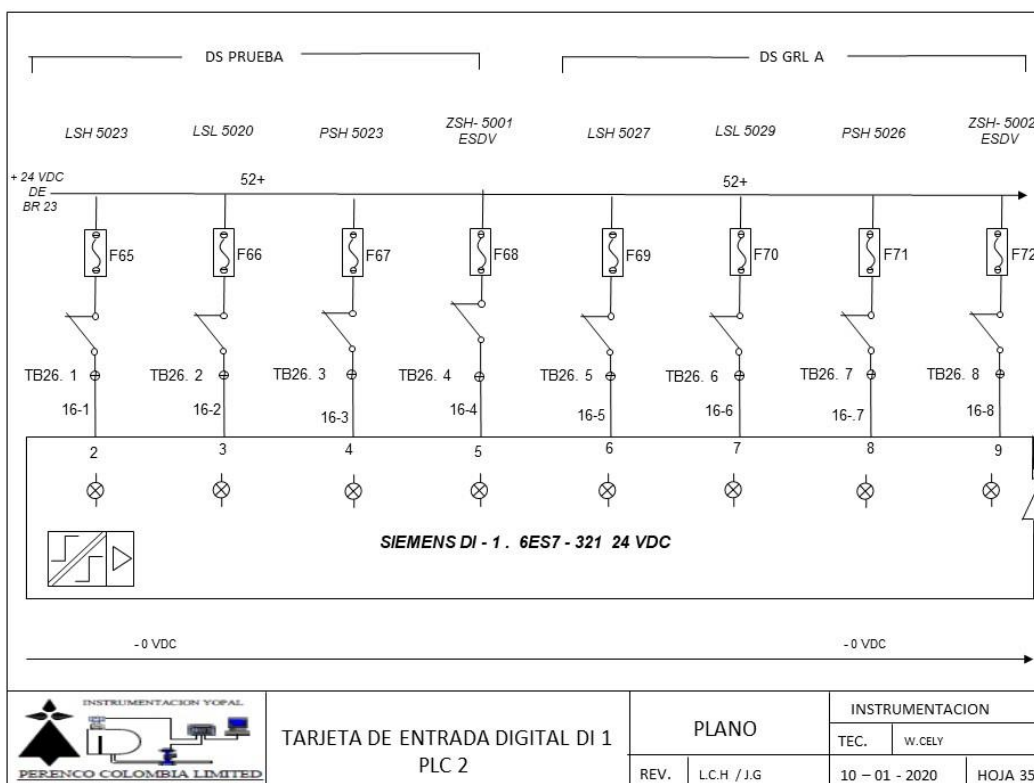 DS PRUEBA DS GRL A
LSH 5023 LSL 5020 PSH 5023 ZSH- 5001 ESDV LSH 5027 LSL 5029 PSH 5026 ZSH- 5002 ESDV
+ 24 VDC DE BR 23
52+ 52+
F65 F66 F67 F68 F69 F70 F71 F72
TB26. 1 TB26. 2 TB26. 3 TB26. 4 TB26. 5 TB26. 6 TB26. 7 TB26. 8
16-1 16-2 16-3 16-4 16-5 16-6 16-.7 16-8
2 3 4 5 6 7 8 9
SIEMENS DI - 1 . 6ES7 - 321 24 VDC
- 0 VDC - 0 VDC
INSTRUMENTACION YOPAL
PERENCO COLOMBIA LIMITED
TARJETA DE ENTRADA DIGITAL DI 1
PLC 2
PLANO
REV. L.C.H / J.G
INSTRUMENTACION
TEC. W.CELY
10 – 01 - 2020 HOJA 35